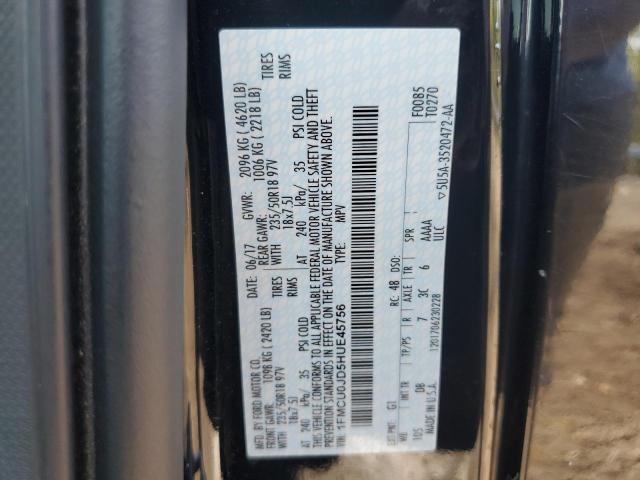 MFD. BY FORD MOTOR CO.
DATE: 06/17 GVWR: 2096 KG ( 4620 LB)
FRONT GAWR: 1098 KG (2420 LB) REAR GAWR: 1006 KG ( 2218 LB)
WITH 235/50R18 97V TIRES WITH 235/50R18 97V TIRES
18x7.5J RIMS 18x7.5J RIMS
AT 240 kPa/ 35 PSI COLD AT 240 kPa/ 35 PSI COLD
THIS VEHICLE CONFORMS TO ALL APPLICABLE FEDERAL MOTOR VEHICLE SAFETY AND THEFT
PREVENTION STANDARDS IN EFFECT ON THE DATE OF MANUFACTURE SHOWN ABOVE.
VIN: 1FMCU0JD5HUE45756 TYPE: MPV
F0085
T0270
EXT PNT: G1 RC: 48 DSO:
WB INT TR TP/PS R AXLE TR SPR
105 DB 7 3C 6 AAAA
ULC
1201706230228 ▽5U5A-3520472-AA